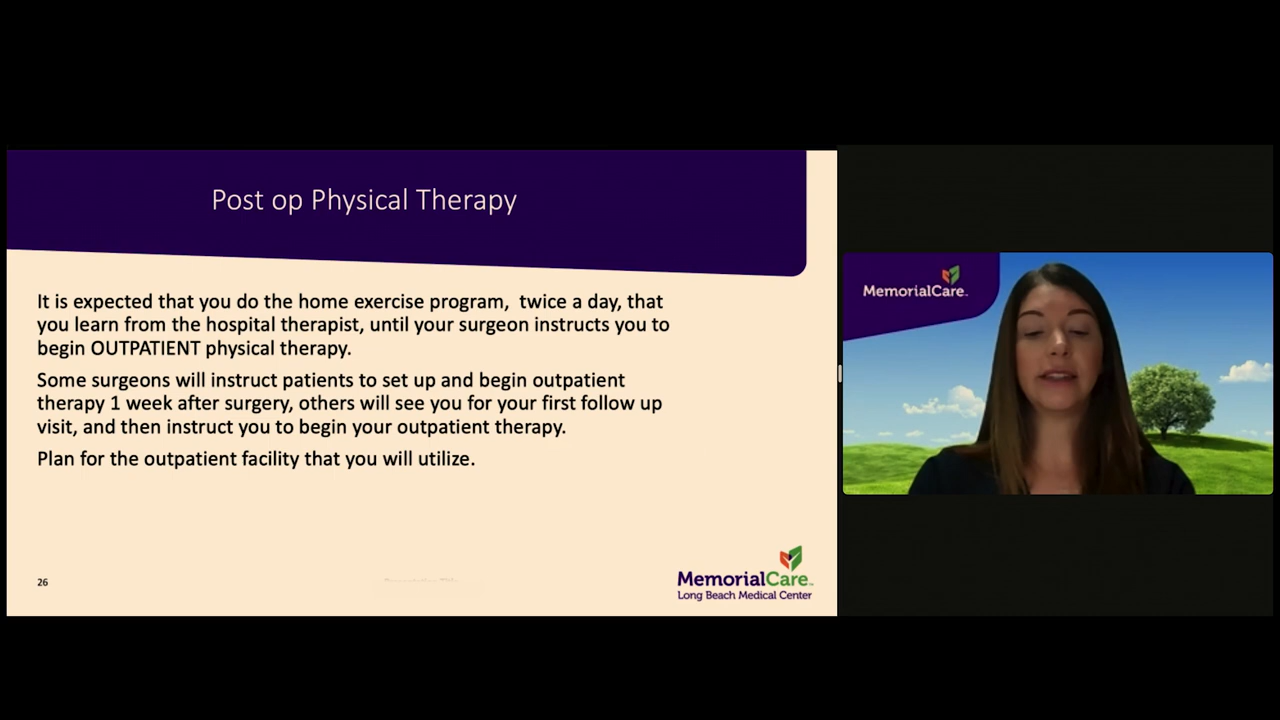 Post op Physical Therapy
It is expected that you do the home exercise program, twice a day, that
you learn from the hospital therapist, until your surgeon instructs you to
begin OUTPATIENT physical therapy.
Some surgeons will instruct patients to set up and begin outpatient
therapy 1 week after surgery, others will see you for your first follow up
visit, and then instruct you to begin your outpatient therapy.
Plan for the outpatient facility that you will utilize.
26
MemorialCare™
Long Beach Medical Center
MemorialCare™